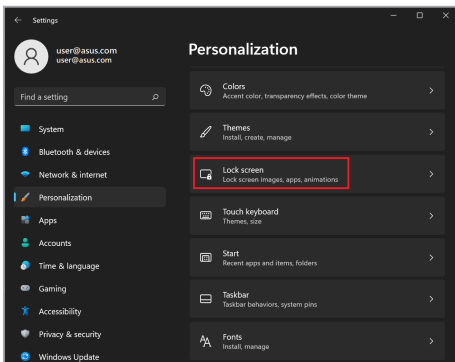 Settings
user@asus.com
user@asus.com
Find a setting
System
Bluetooth & devices
Network & internet
Personalization
Apps
Accounts
Time & language
Gaming
Accessibility
Privacy & security
Windows Update
Personalization
Colors
Accent color, transparency effects, color theme
Themes
Install, create, manage
Lock screen
Lock screen images, apps, animations
Touch keyboard
Themes, size
Start
Recent apps and items, folders
Taskbar
Taskbar behaviors, system pins
Fonts
Install, manage